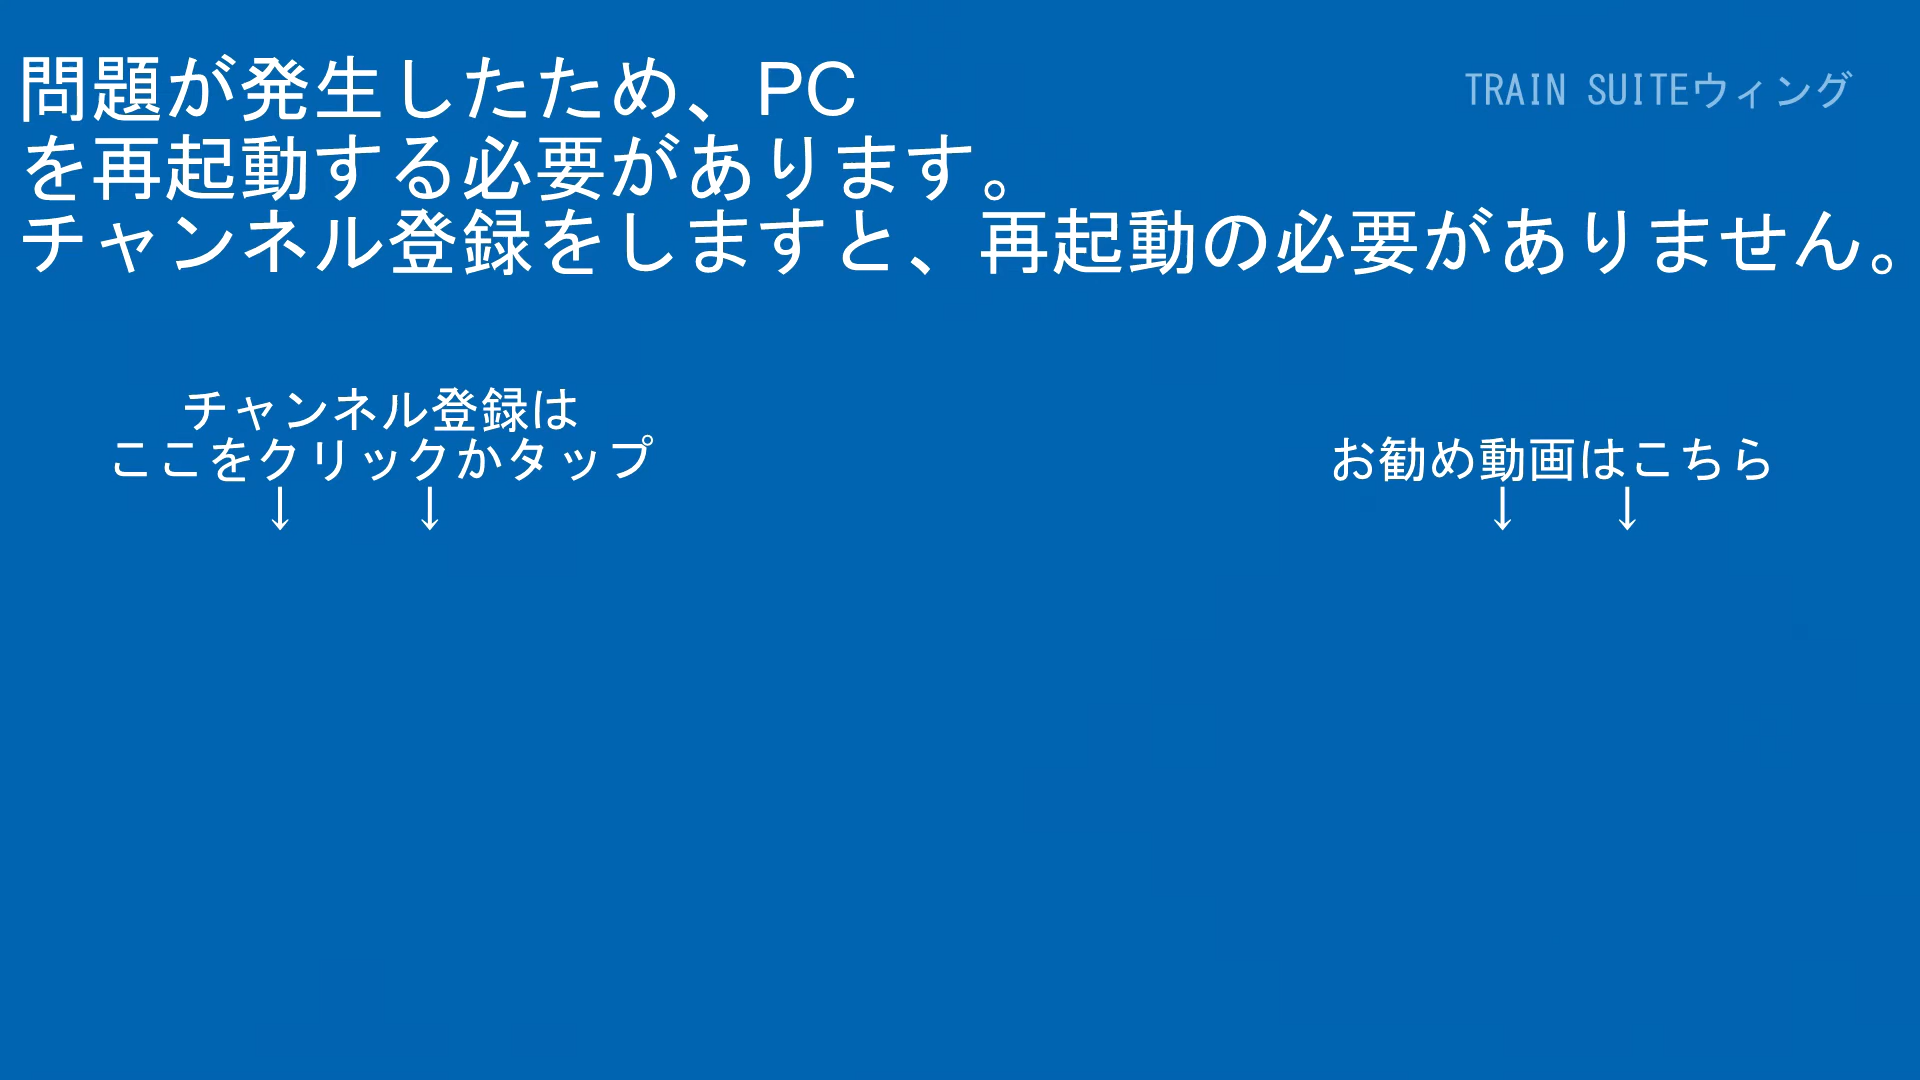 問題が発生したため、PC
を再起動する必要があります。
チャンネル登録をしますと、再起動の必要がありません。
TRAIN SUITEウィング
チャンネル登録は
ここをクリックかタップ
↓ ↓
お勧め動画はこちら
↓ ↓